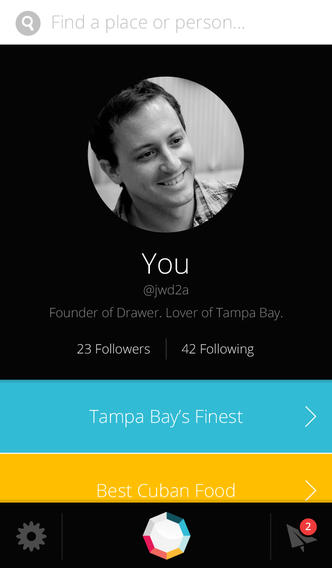 Find a place or person...
You
@jwd2a
Founder of Drawer. Lover of Tampa Bay.
23 Followers 42 Following
Tampa Bay’s Finest
Best Cuban Food
2